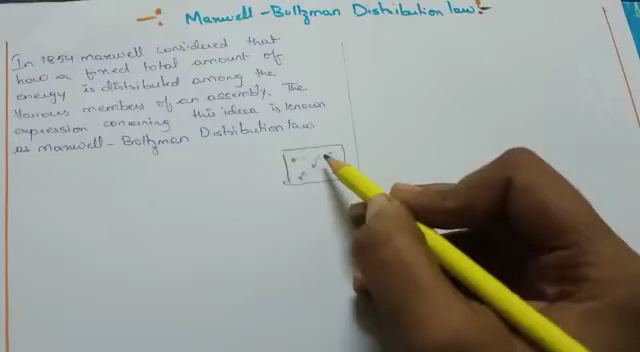 -: Maxwell-Boltzman Distribution law:-
In 1854 maxwell considered that
how a fixed total amount of
energy is distributed among the
various members of an assembly. The
expression concerning this ideea is known
as Maxwell-Boltzman Distribution law